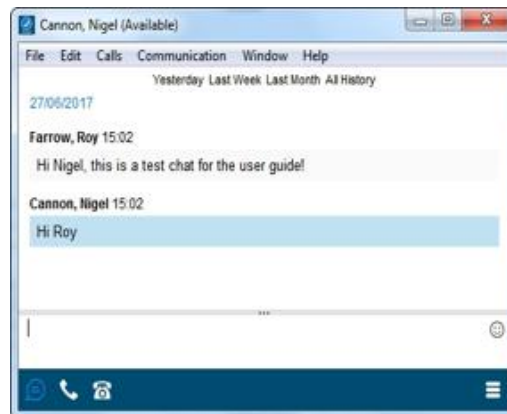 Cannon, Nigel (Available)
File Edit Calls Communication Window Help
Yesterday Last Week Last Month All History
27/06/2017
Farrow, Roy 15:02
Hi Nigel, this is a test chat for the user guide!
Cannon, Nigel 15:02
Hi Roy